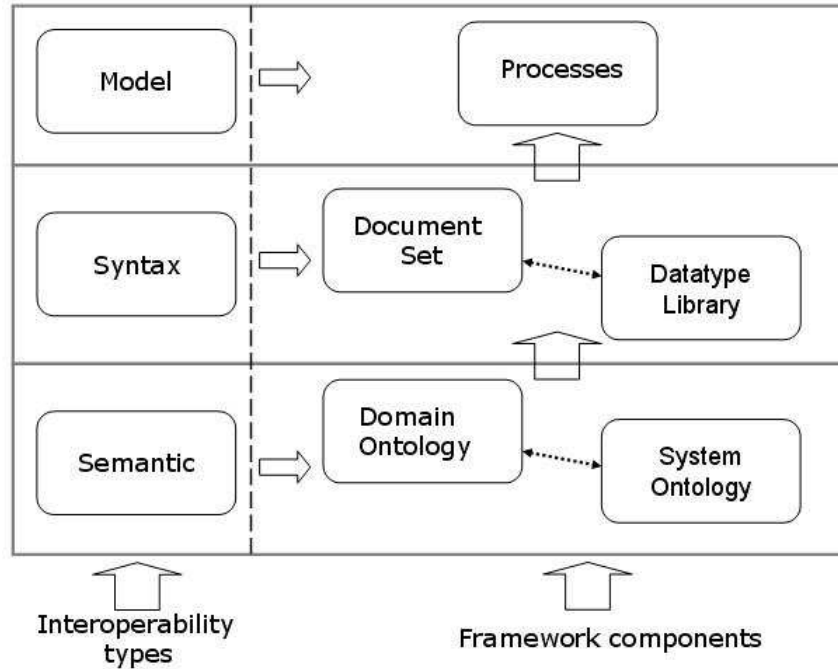 Model
Processes
Syntax
Document
Set
Datatype
Library
Semantic
Domain
Ontology
System
Ontology
Interoperability
types
Framework components